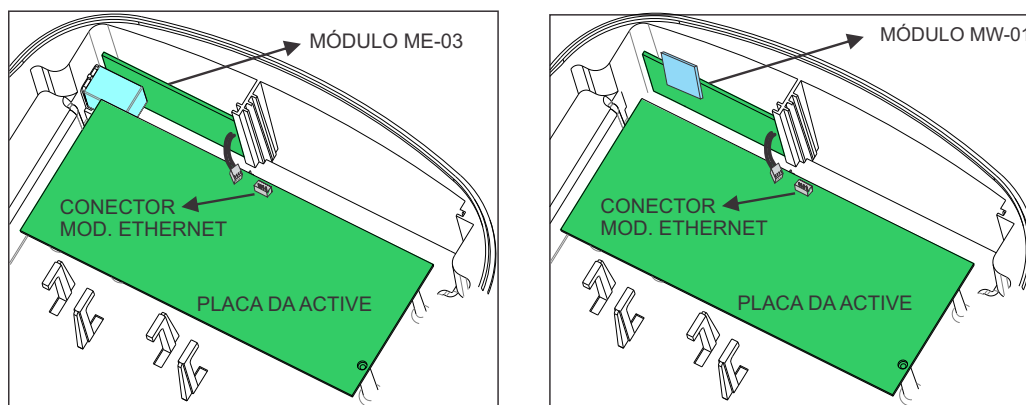 MÓDULO ME-03
CONECTOR
MOD. ETHERNET
PLACA DA ACTIVE
MÓDULO MW-01
CONECTOR
MOD. ETHERNET
PLACA DA ACTIVE